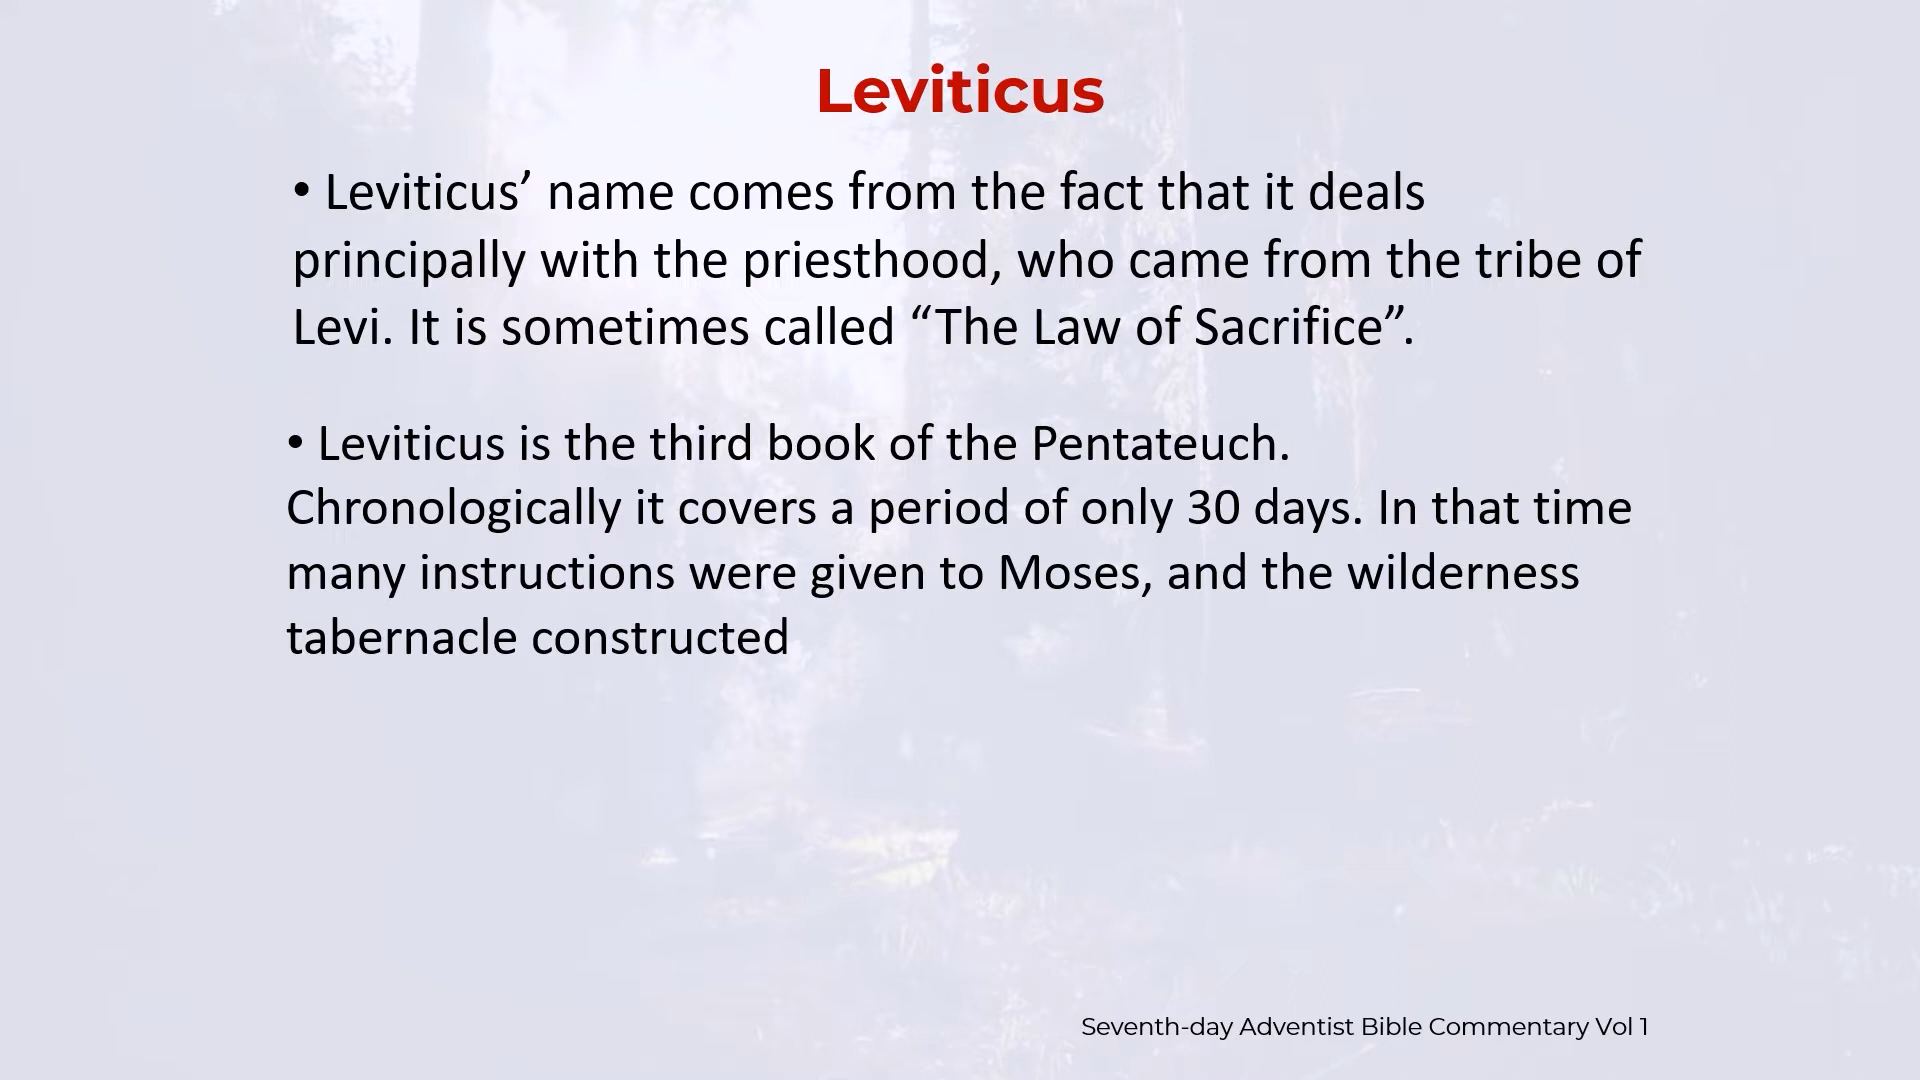 Leviticus
• Leviticus’ name comes from the fact that it deals
principally with the priesthood, who came from the tribe of
Levi. It is sometimes called “The Law of Sacrifice”.
• Leviticus is the third book of the Pentateuch.
Chronologically it covers a period of only 30 days. In that time
many instructions were given to Moses, and the wilderness
tabernacle constructed
Seventh-day Adventist Bible Commentary Vol 1